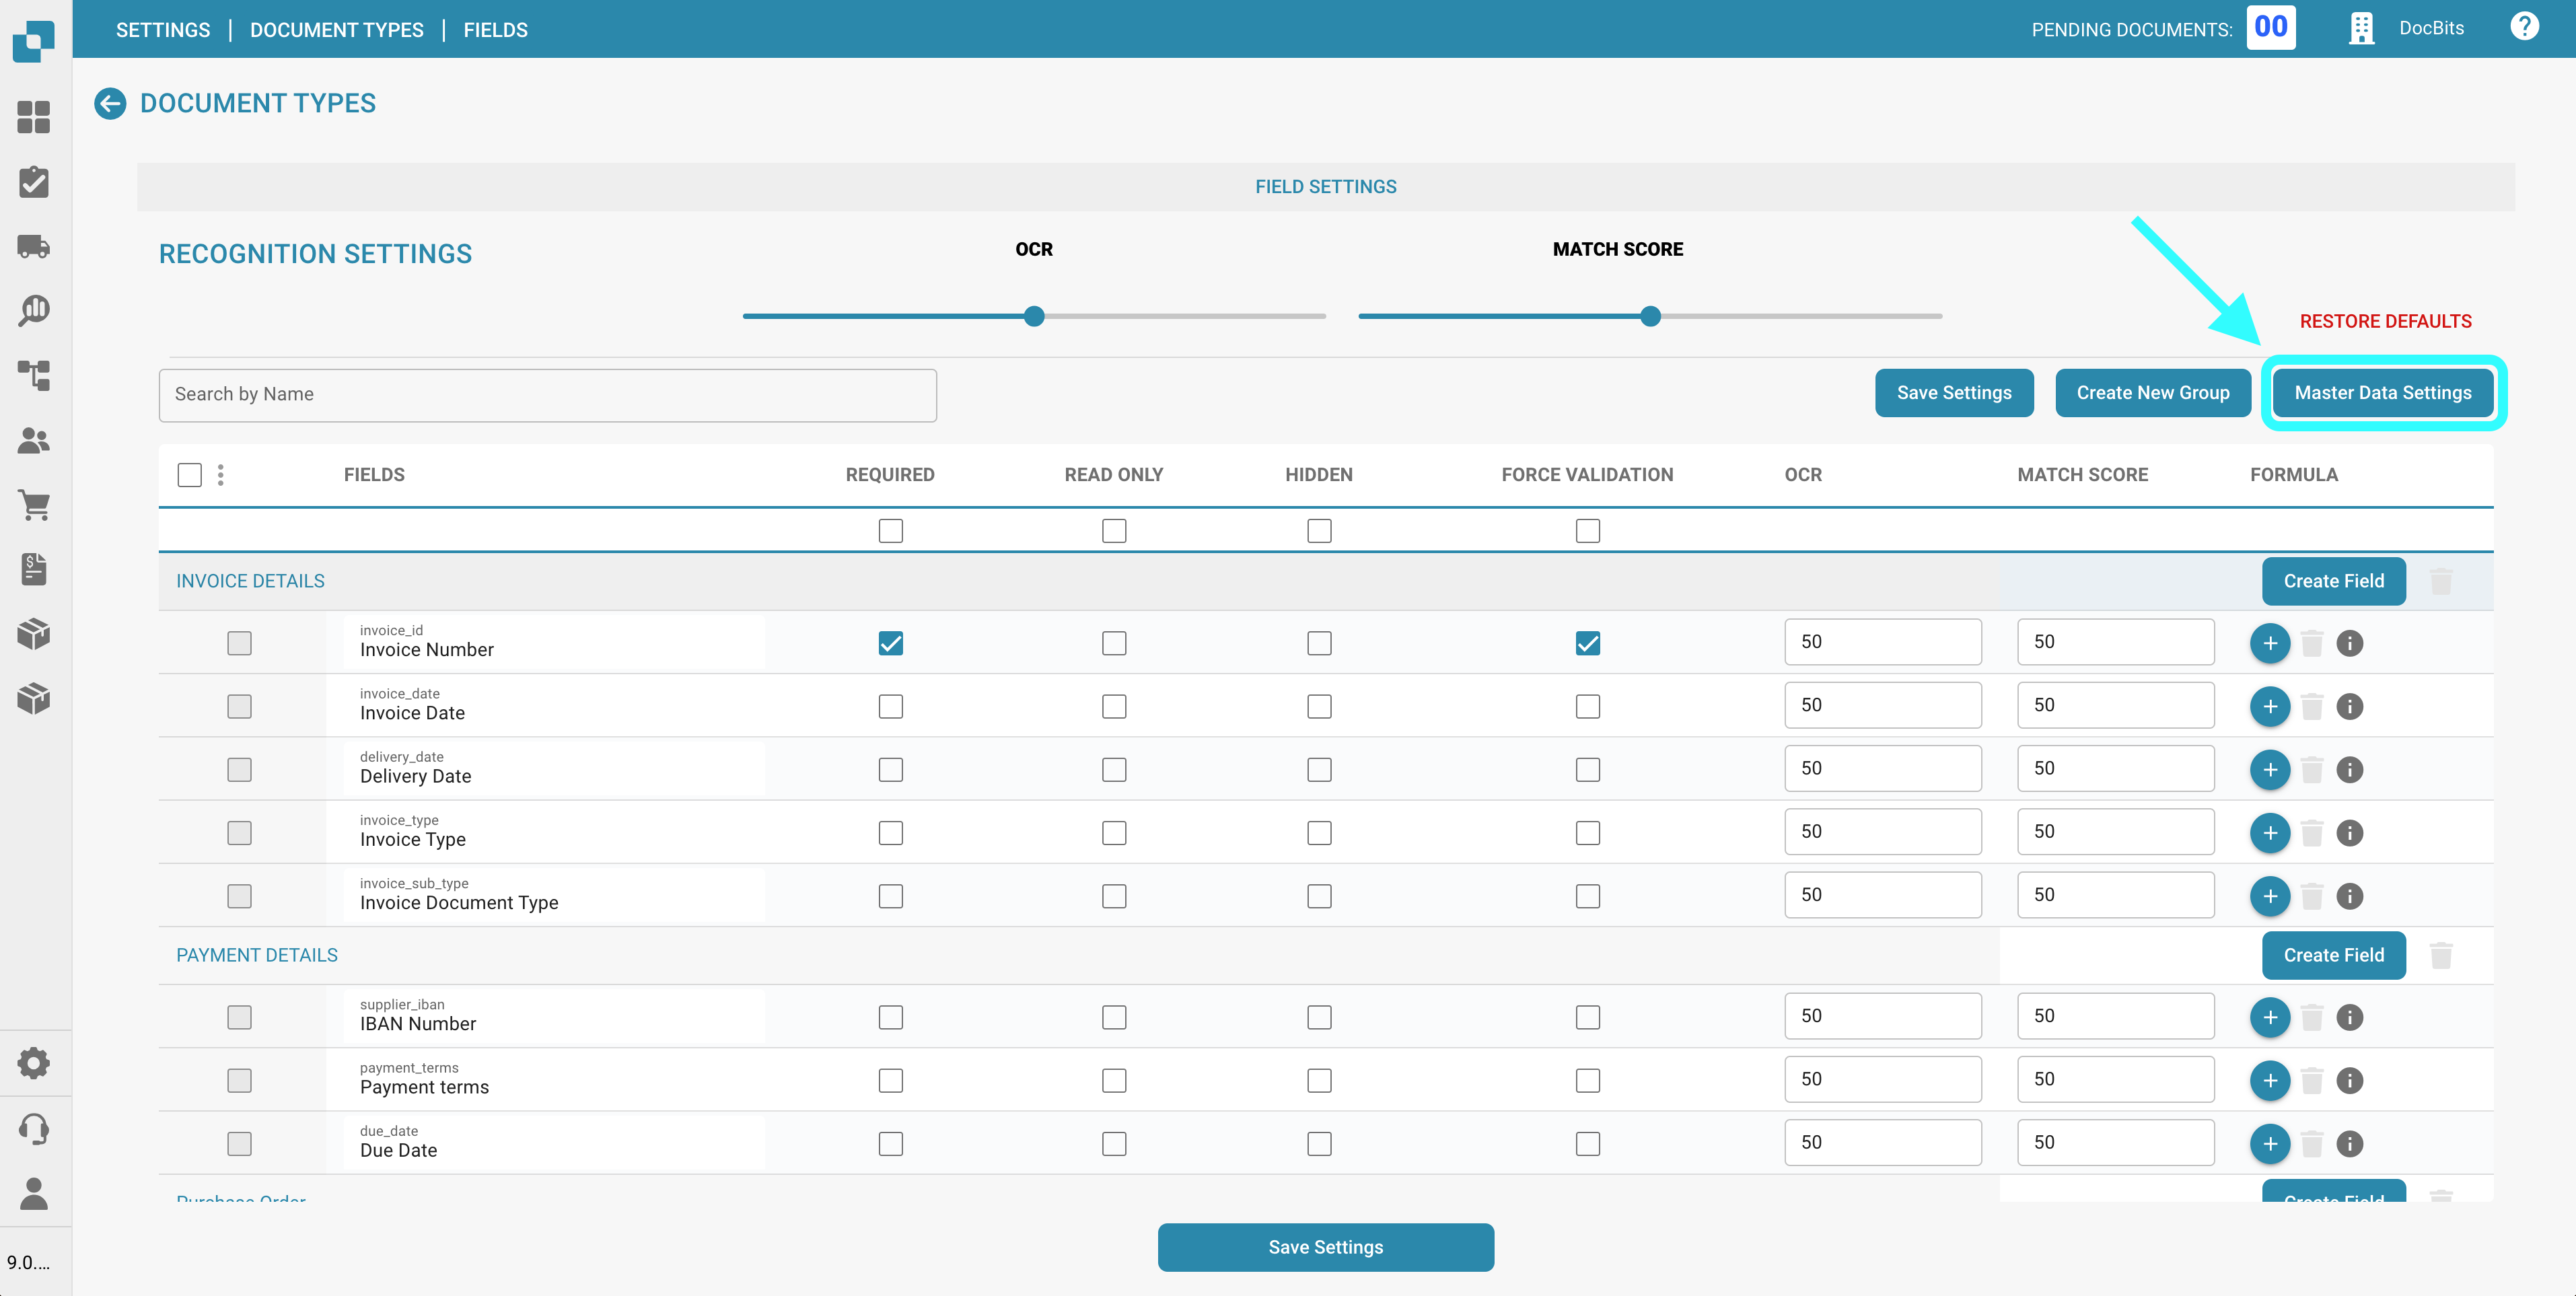 SETTINGS | DOCUMENT TYPES | FIELDS
PENDING DOCUMENTS: 00
DocBits
?
DOCUMENT TYPES
FIELD SETTINGS
RECOGNITION SETTINGS
OCR
MATCH SCORE
RESTORE DEFAULTS
Search by Name
Save Settings
Create New Group
Master Data Settings
FIELDS REQUIRED READ ONLY HIDDEN FORCE VALIDATION OCR MATCH SCORE FORMULA
INVOICE DETAILS
Create Field
invoice_id
Invoice Number
50 50
invoice_date
Invoice Date
50 50
delivery_date
Delivery Date
50 50
invoice_type
Invoice Type
50 50
invoice_sub_type
Invoice Document Type
50 50
PAYMENT DETAILS
Create Field
supplier_iban
IBAN Number
50 50
payment_terms
Payment terms
50 50
due_date
Due Date
50 50
Purchase Order
Create Field
Save Settings
9.0....